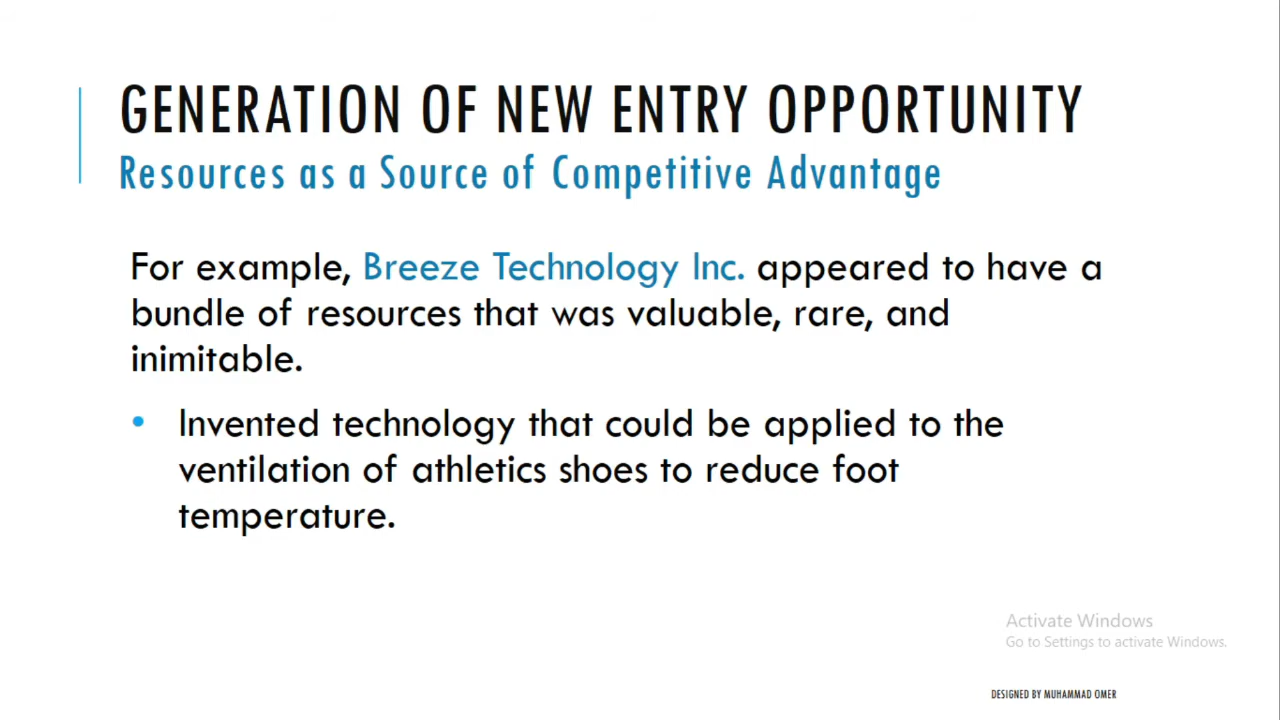 GENERATION OF NEW ENTRY OPPORTUNITY
Resources as a Source of Competitive Advantage
For example, Breeze Technology Inc. appeared to have a
bundle of resources that was valuable, rare, and
inimitable.
• Invented technology that could be applied to the
ventilation of athletics shoes to reduce foot
temperature.
Activate Windows
Go to Settings to activate Windows.
DESIGNED BY MUHAMMAD OMER